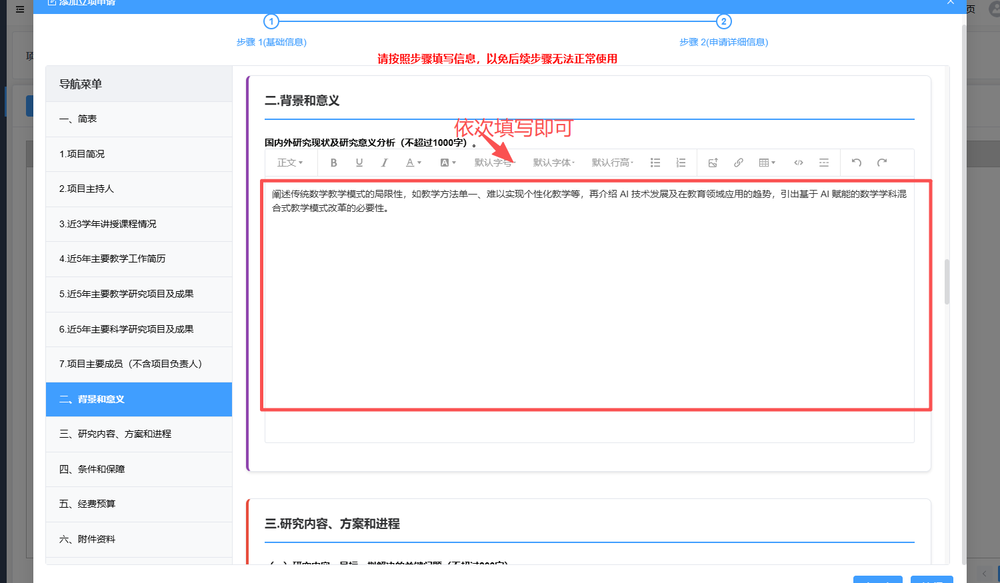 添加立项申请
页
1
2
步骤 1(基础信息)
步骤 2(申请详细信息)
请按照步骤填写信息，以免后续步骤无法正常使用
导航菜单
一、简表
1.项目简况
2.项目主持人
3.近3学年讲授课程情况
4.近5年主要教学工作简历
5.近5年主要教学研究项目及成果
6.近5年主要科学研究项目及成果
7.项目主要成员（不含项目负责人）
二、背景和意义
三、研究内容、方案和进程
四、条件和保障
五、经费预算
六、附件资料
二.背景和意义
依次填写即可
国内外研究现状及研究意义分析（不超过1000字）。
正文 B U I A A 默认字号 默认字体 默认行高
阐述传统数学教学模式的局限性，如教学方法单一、难以实现个性化教学等，再介绍 AI 技术发展及在教育领域应用的趋势，引出基于 AI 赋能的数学学科混
合式教学模式改革的必要性。
三.研究内容、方案和进程